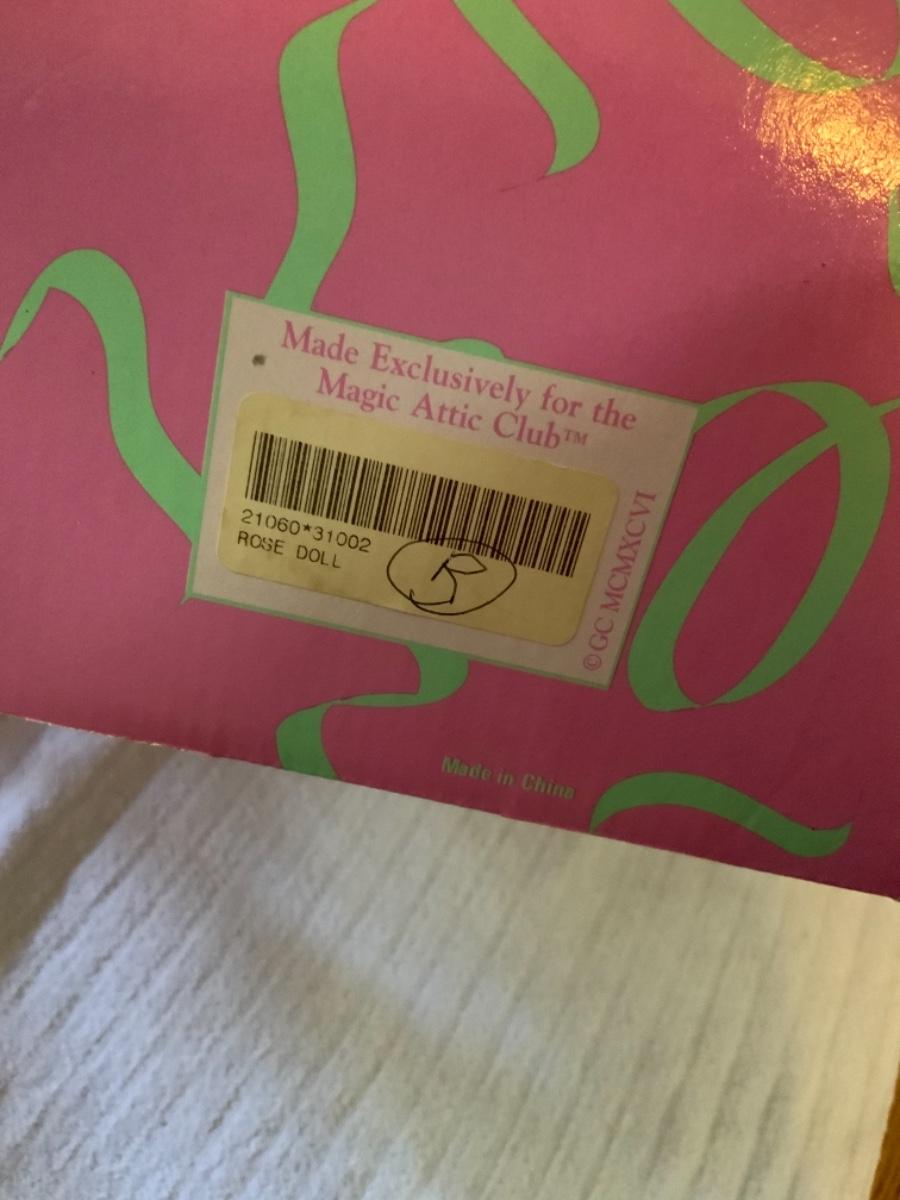 Made Exclusively for the
Magic Attic Club™
21060*31002
ROSE DOLL
© GC MCMXCVI
Made in China